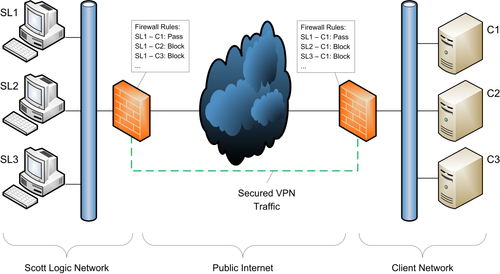 SL1
SL2
SL3
Firewall Rules:
SL1 – C1: Pass
SL1 – C2: Block
SL1 – C3: Block
...
Firewall Rules:
SL1 – C1: Pass
SL2 – C1: Block
SL3 – C1: Block
...
C1
C2
C3
Secured VPN
Traffic
Scott Logic Network
Public Internet
Client Network